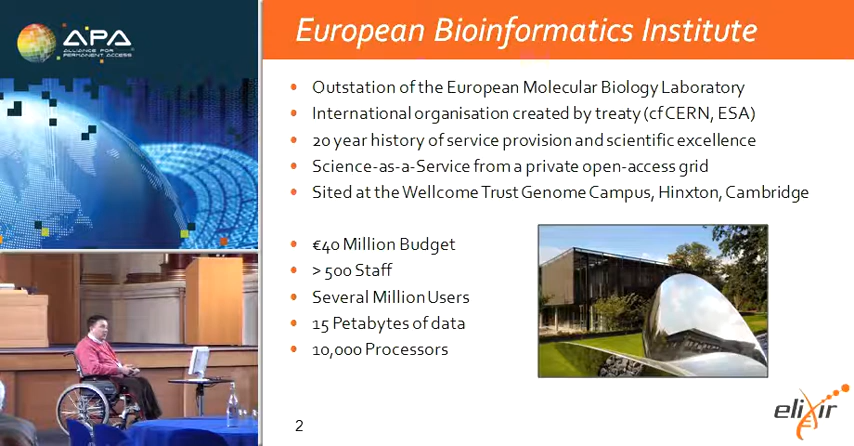 APA
ALLIANCE FOR
PERMANENT ACCESS
European Bioinformatics Institute
Outstation of the European Molecular Biology Laboratory
International organisation created by treaty (cf CERN, ESA)
20 year history of service provision and scientific excellence
Science-as-a-Service from a private open-access grid
Sited at the Wellcome Trust Genome Campus, Hinxton, Cambridge
€40 Million Budget
> 500 Staff
Several Million Users
15 Petabytes of data
10,000 Processors
2
elixir